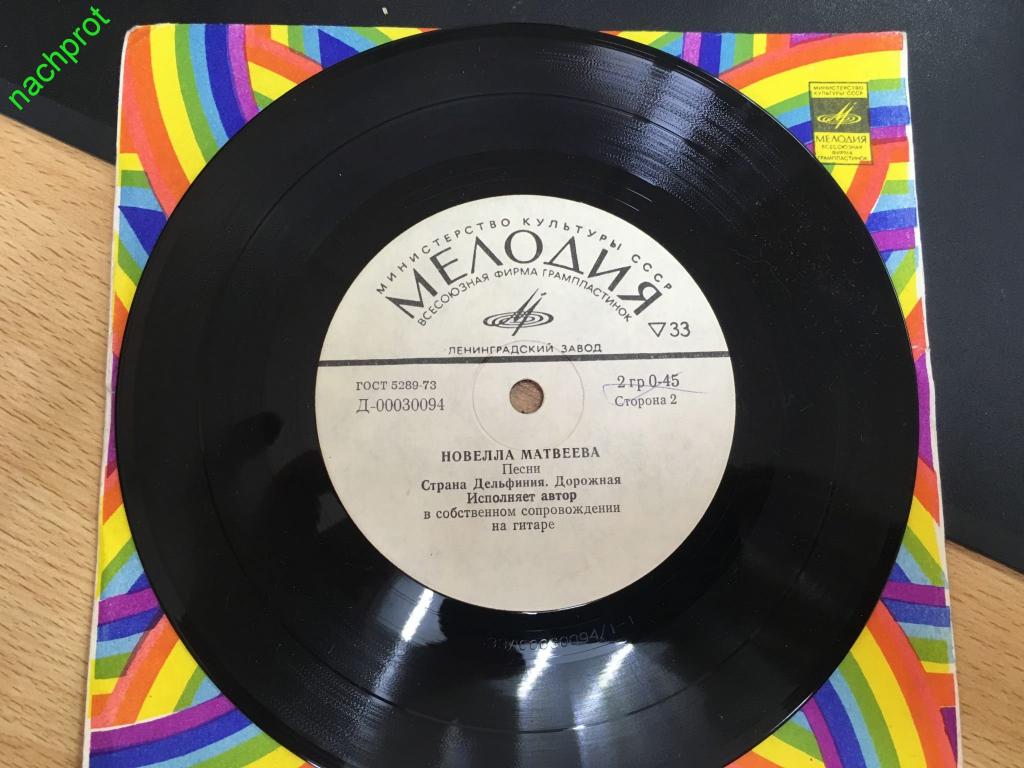 nachprot
МИНИСТЕРСТВО
КУЛЬТУРЫ СССР
МЕЛОДИЯ
ВСЕСОЮЗНАЯ
ФИРМА
ГРАМПЛАСТИНОК
МИНИСТЕРСТВО КУЛЬТУРЫ СССР
МЕЛОДИЯ
ВСЕСОЮЗНАЯ ФИРМА ГРАМПЛАСТИНОК
▽33
ЛЕНИНГРАДСКИЙ ЗАВОД
ГОСТ 5289-73
Д-00030094
2 гр 0-45
Сторона 2
НОВЕЛЛА МАТВЕЕВА
Песни
Страна Дельфиния. Дорожная
Исполняет автор
в собственном сопровождении
на гитаре